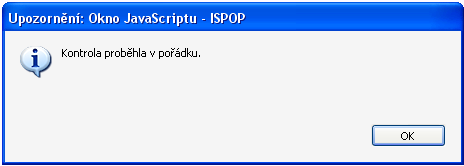 Upozornění: Okno JavaScriptu - ISPOP
Kontrola proběhla v pořádku.
OK